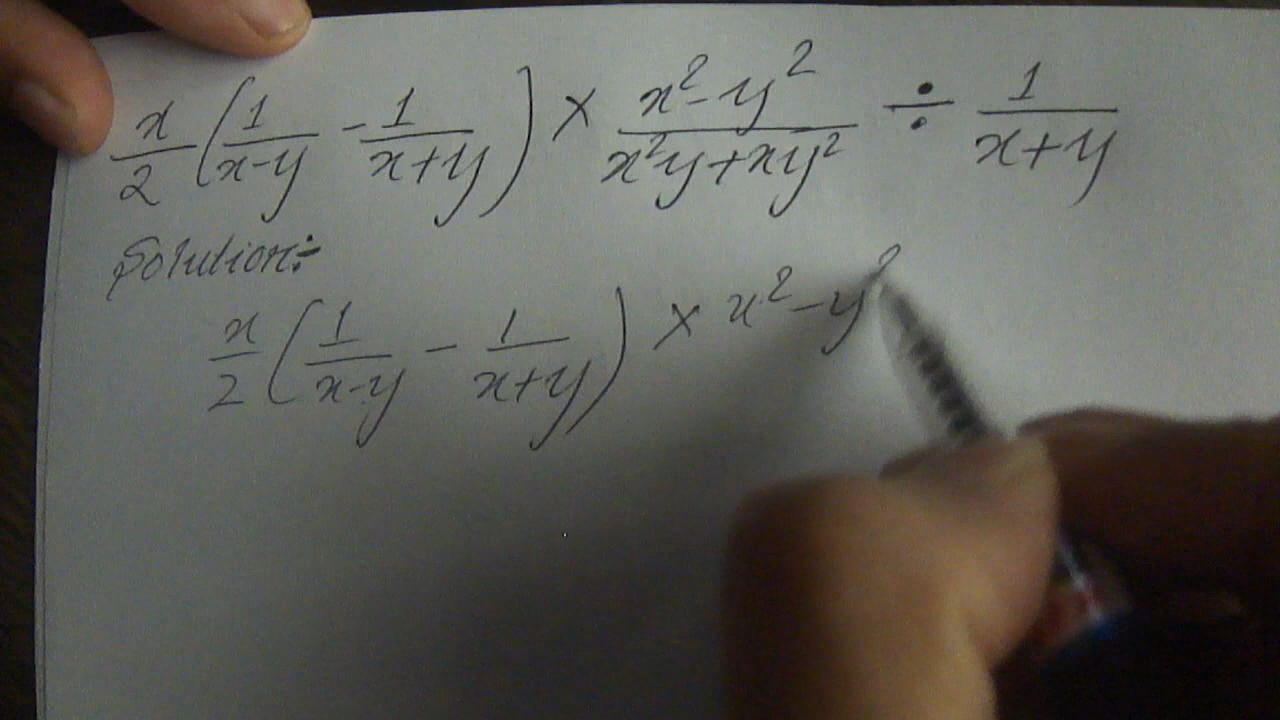 x/2 (1/x-y - 1/x+y) × x²-y²/x²y+xy² ÷ 1/x+y
Solution:-
x/2 (1/x-y - 1/x+y) × x²-y²